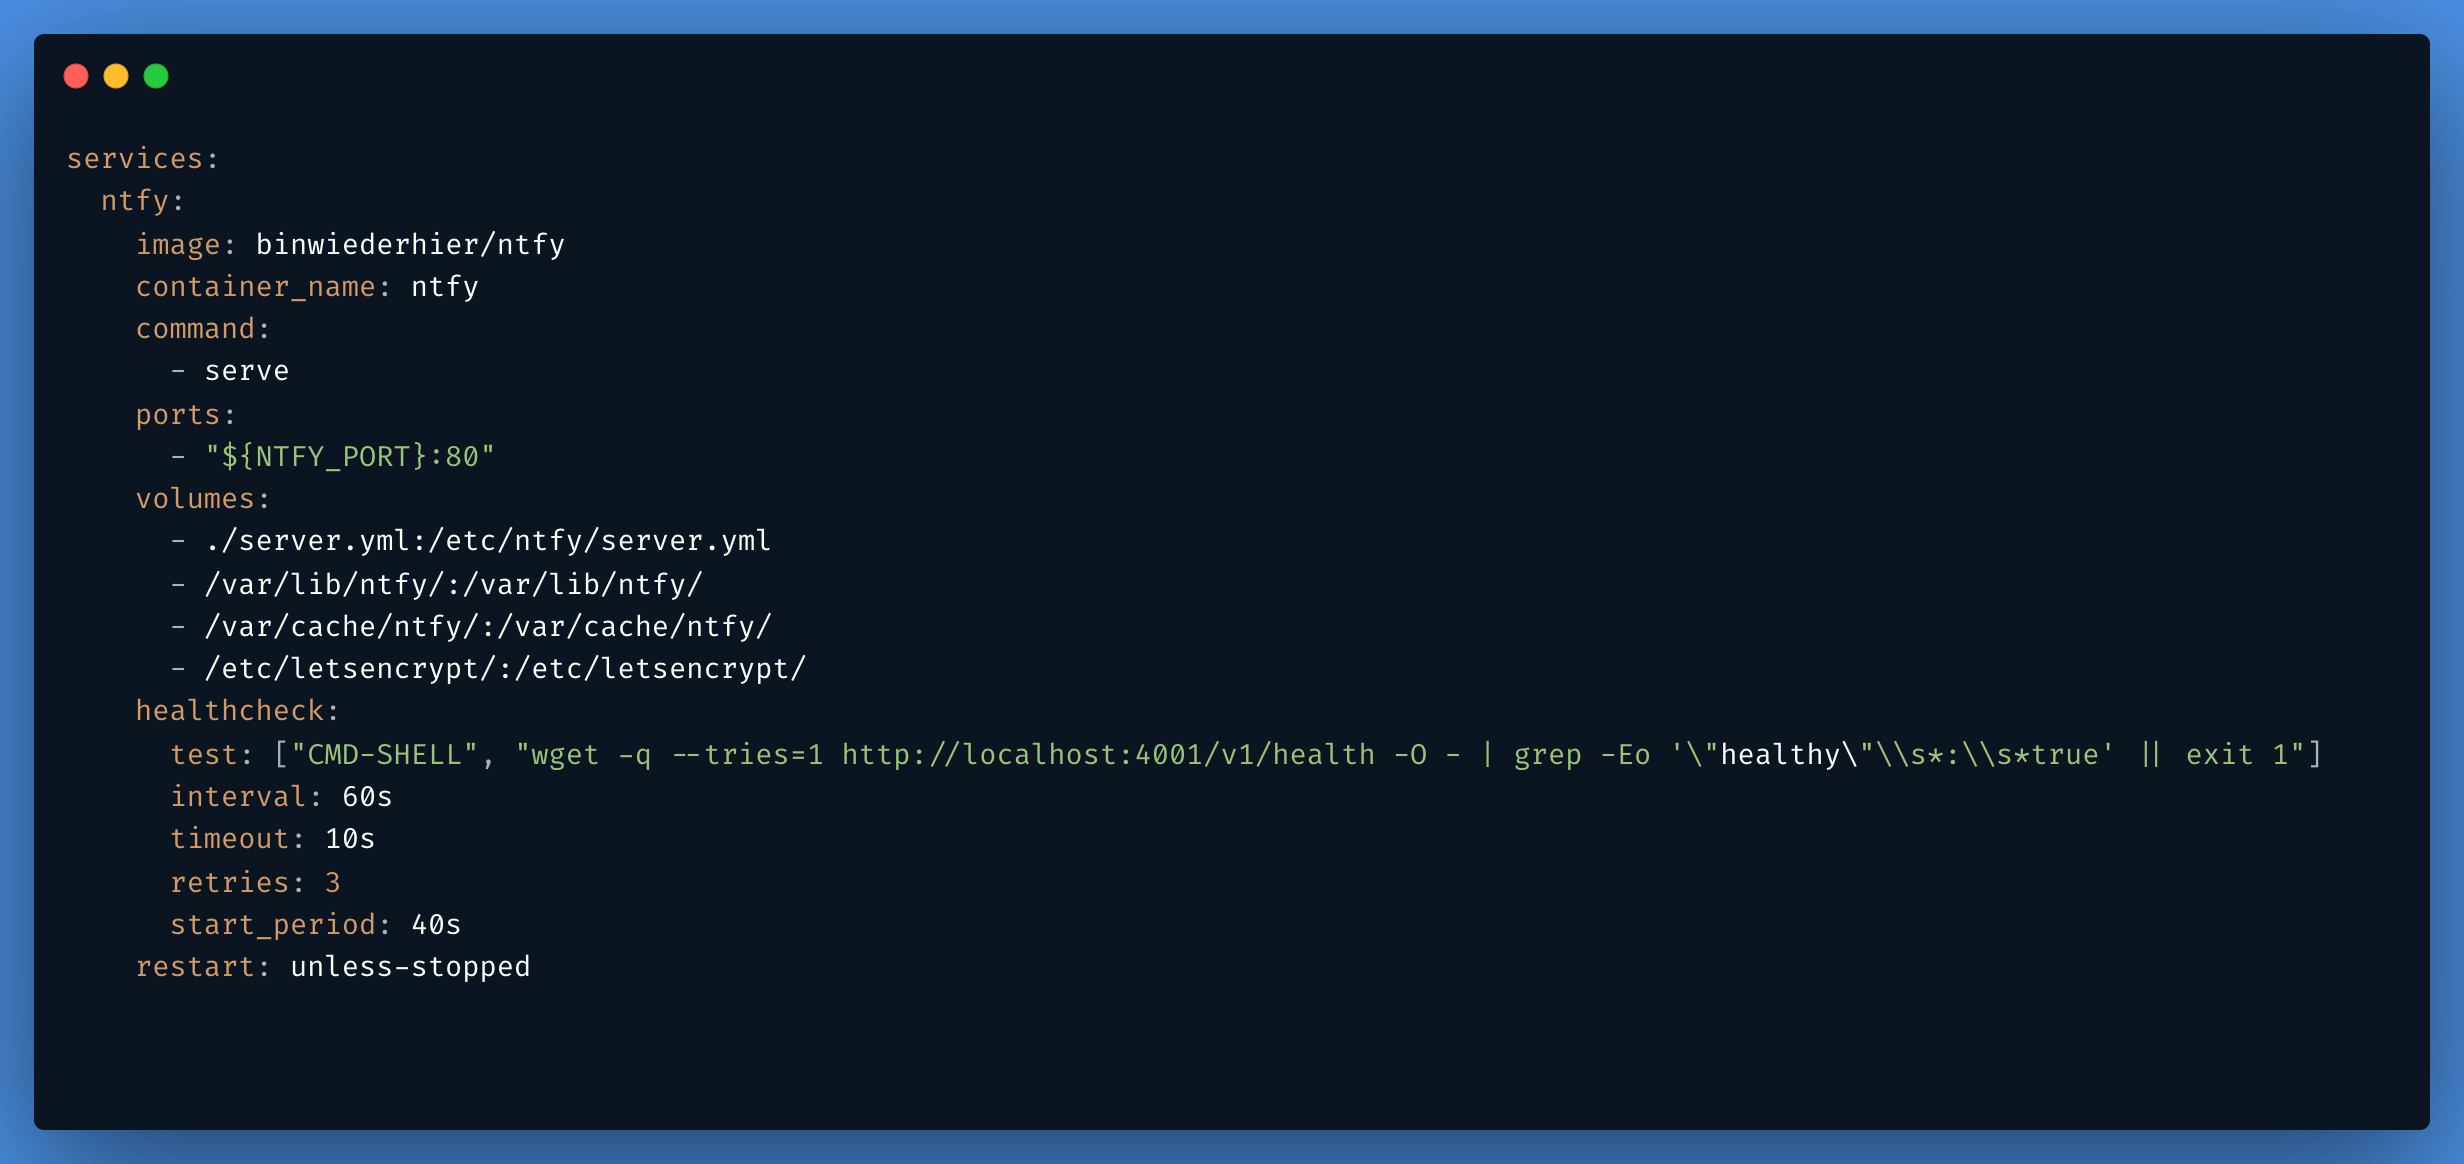 services:
  ntfy:
    image: binwiederhier/ntfy
    container_name: ntfy
    command:
      - serve
    ports:
      - "${NTFY_PORT}:80"
    volumes:
      - ./server.yml:/etc/ntfy/server.yml
      - /var/lib/ntfy/:/var/lib/ntfy/
      - /var/cache/ntfy/:/var/cache/ntfy/
      - /etc/letsencrypt/:/etc/letsencrypt/
    healthcheck:
      test: ["CMD-SHELL", "wget -q --tries=1 http://localhost:4001/v1/health -O - | grep -Eo '\"healthy\"\\s*:\\s*true' || exit 1"]
      interval: 60s
      timeout: 10s
      retries: 3
      start_period: 40s
    restart: unless-stopped